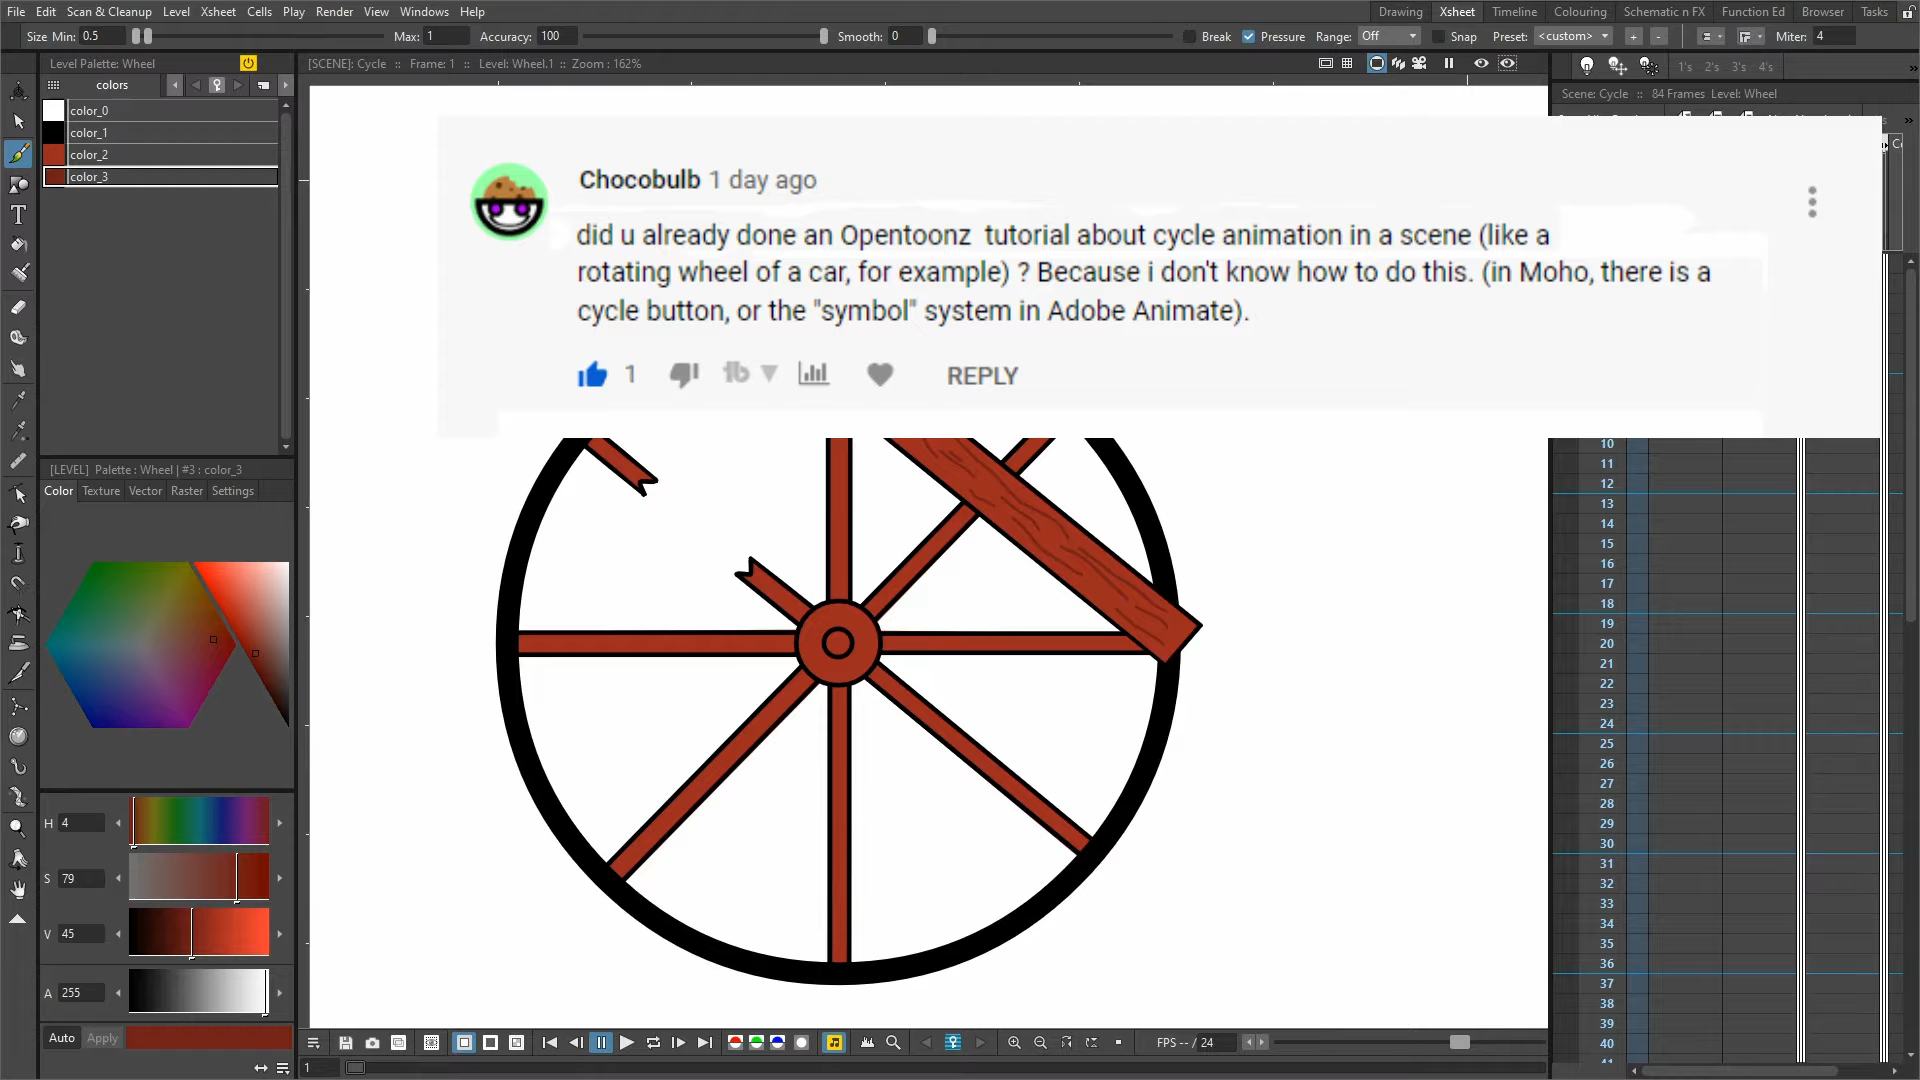 File Edit Scan & Cleanup Level Xsheet Cells Play Render View Windows Help
Drawing Xsheet Timeline Colouring Schematic n FX Function Ed Browser Tasks
Size Min: 0.5 Max: 1 Accuracy: 100 Smooth: 0 Break Pressure Range: Off Snap Preset: <custom> + - Miter: 4
Level Palette: Wheel
[SCENE]: Cycle :: Frame: 1 :: Level: Wheel.1 :: Zoom : 162%
1's 2's 3's 4's
colors
Scene: Cycle :: 84 Frames Level: Wheel
color_0
color_1
color_2
color_3
Chocobulb 1 day ago
did u already done an Opentoonz tutorial about cycle animation in a scene (like a
rotating wheel of a car, for example) ? Because i don't know how to do this. (in Moho, there is a
cycle button, or the "symbol" system in Adobe Animate).
1 tb REPLY
[LEVEL] Palette : Wheel | #3 : color_3
Color Texture Vector Raster Settings
10
11
12
13
14
15
16
17
18
19
20
21
22
23
24
25
26
27
28
29
30
31
32
33
34
35
36
37
38
39
40
H 4
S 79
V 45
A 255
Auto Apply
FPS -- / 24
1